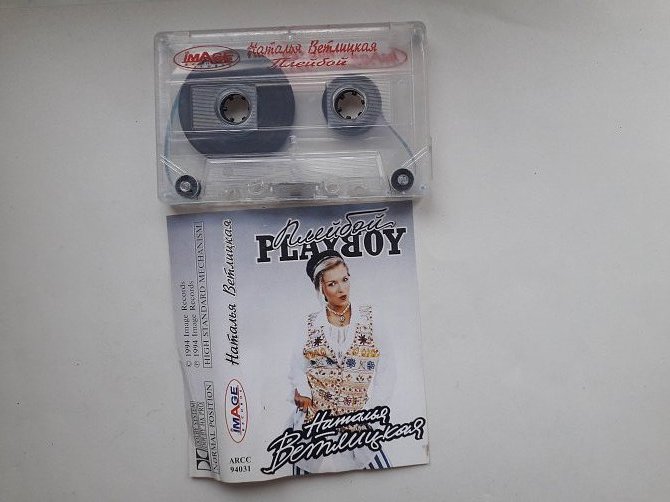 IMAGE
Наталья Ветлицкая
Плейбой
Плейбой
PLAYBOY
Наталья
Ветлицкая
© 1994 Image Records
℗ 1994 Image Records
HIGH STANDARD MECHANISM
Наталья Ветлицкая
NORMAL POSITION
IMAGE
RECORDS
ARCC
94031